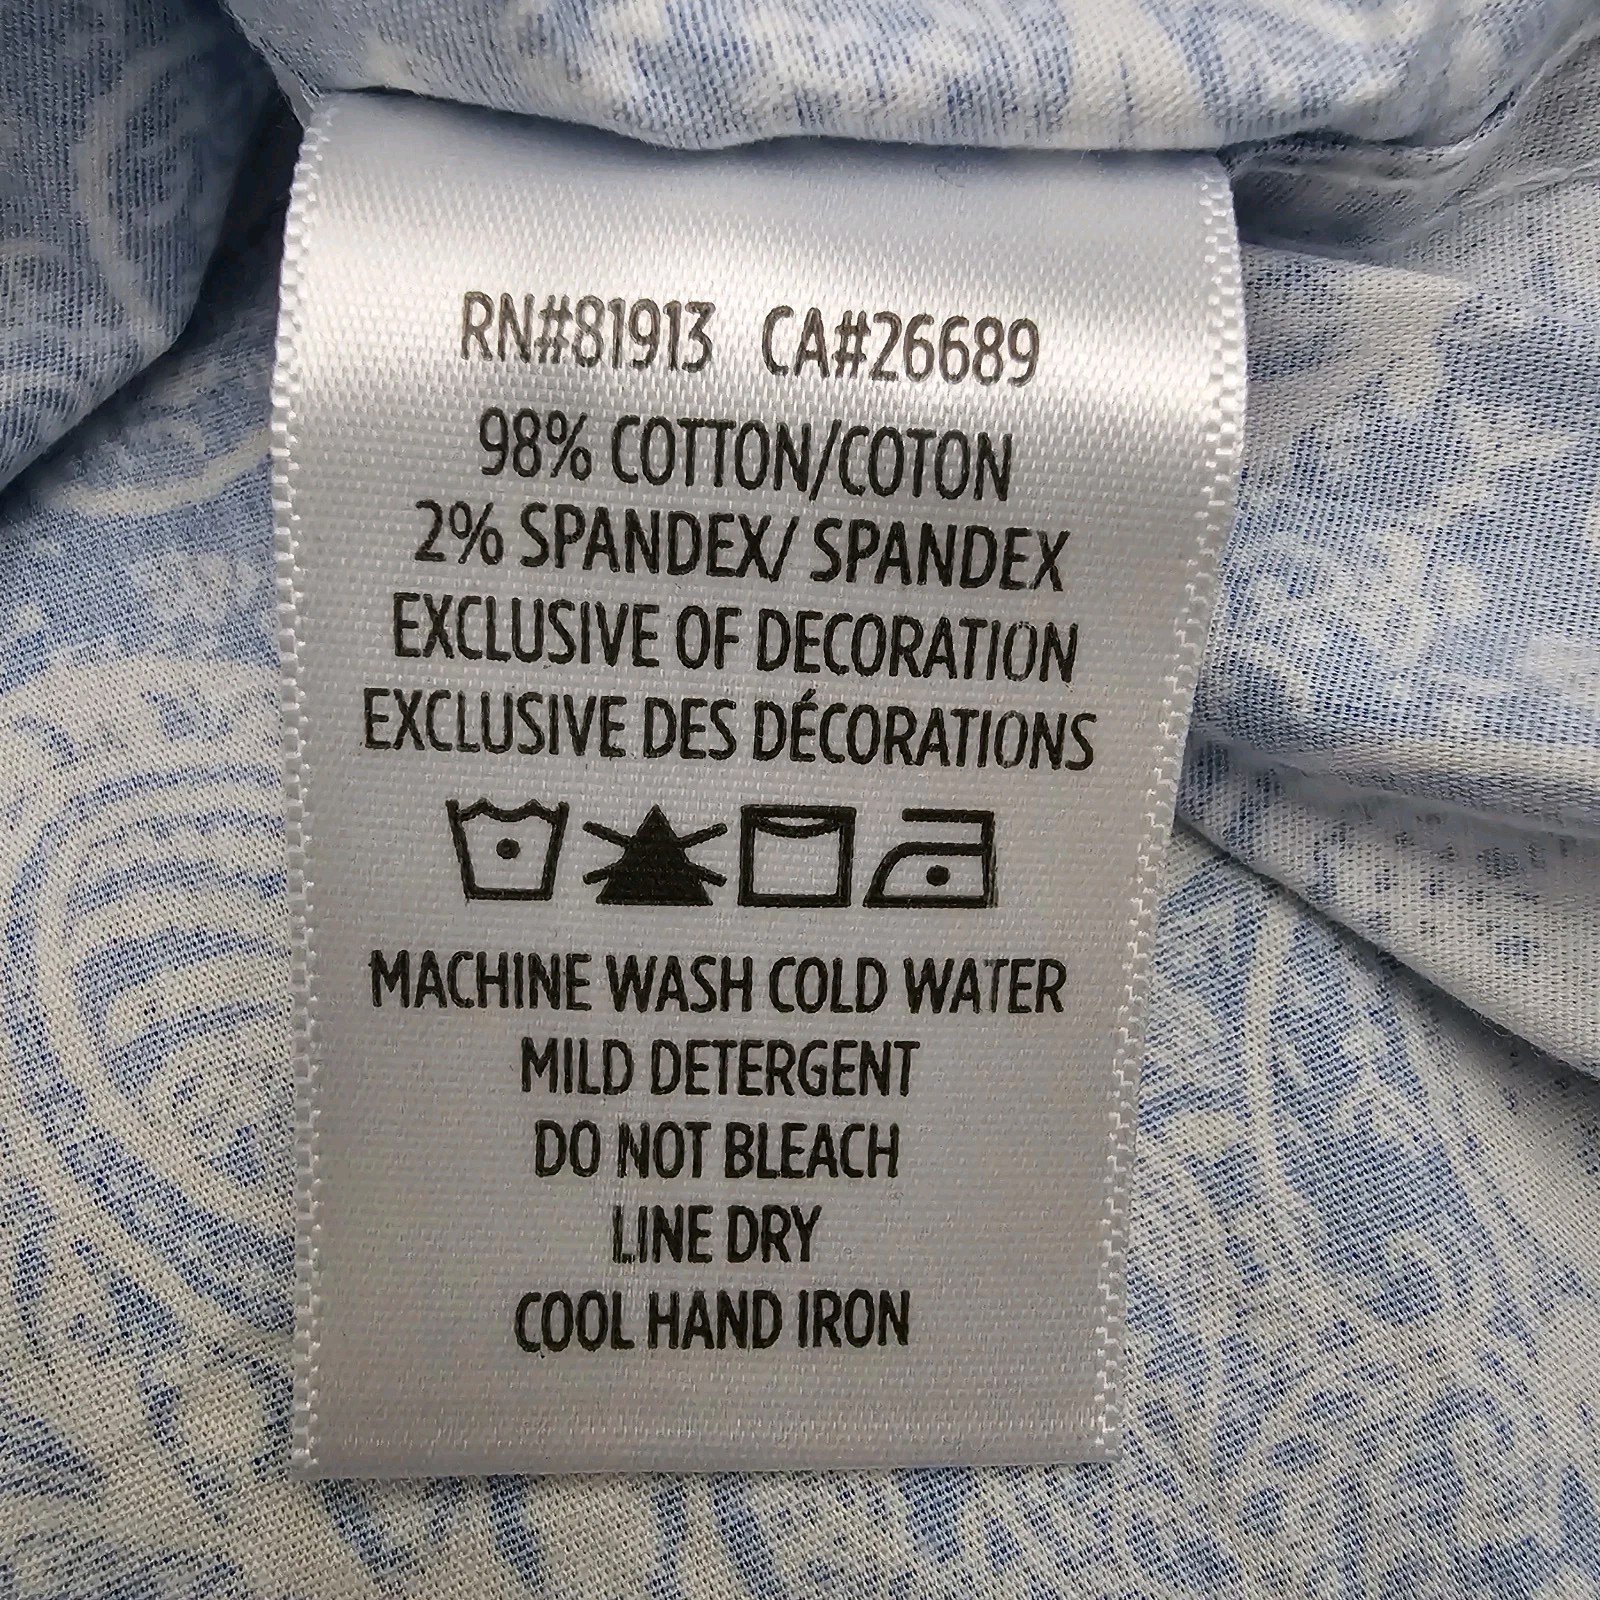 RN#81913 CA#26689
98% COTTON/COTON
2% SPANDEX/ SPANDEX
EXCLUSIVE OF DECORATION
EXCLUSIVE DES DÉCORATIONS
MACHINE WASH COLD WATER
MILD DETERGENT
DO NOT BLEACH
LINE DRY
COOL HAND IRON